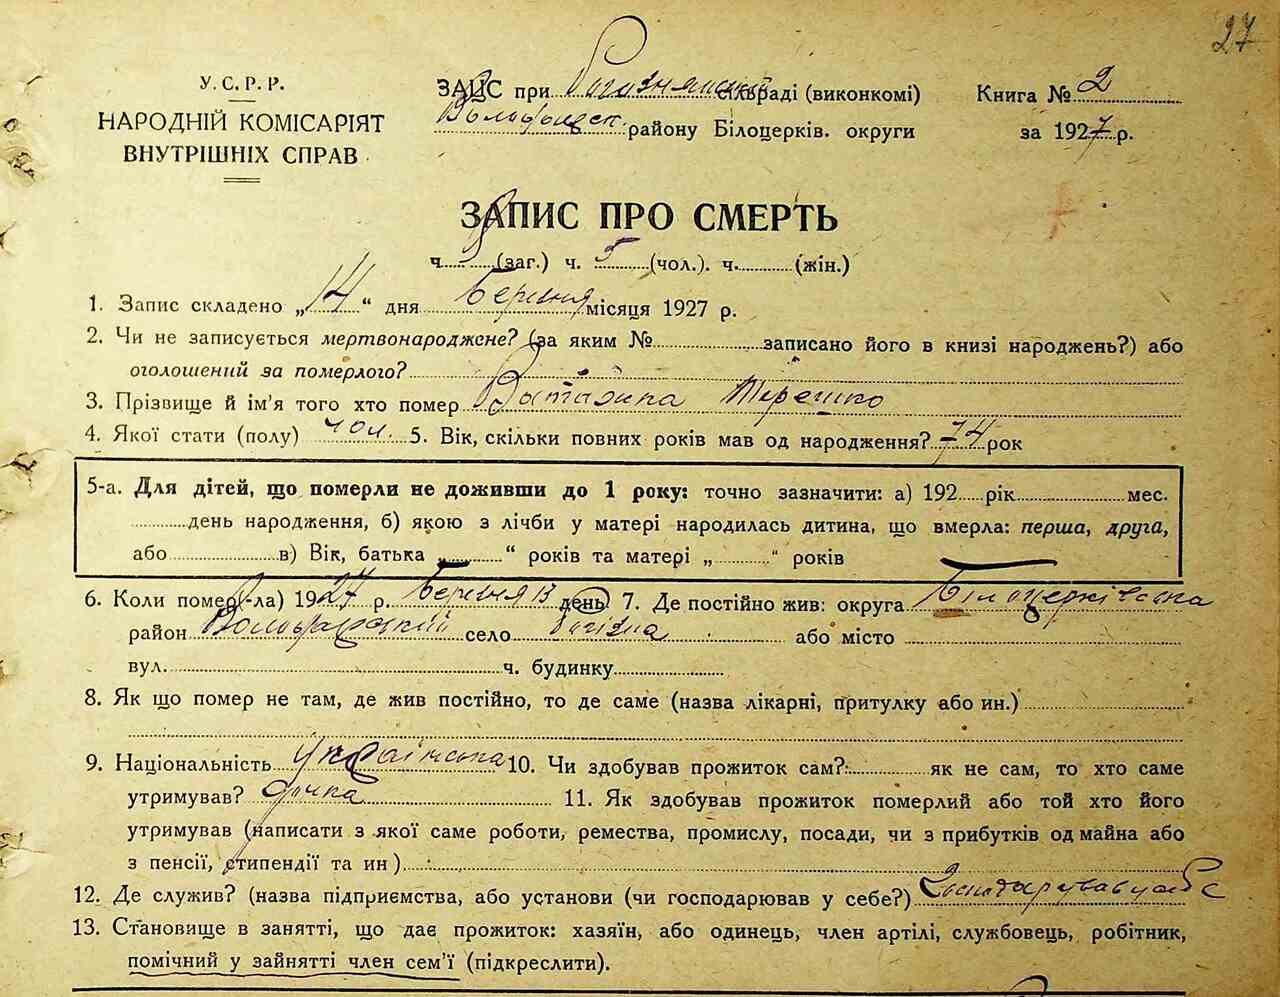 27
У.С.Р.Р.
НАРОДНІЙ КОМІСАРІЯТ
ВНУТРІШНІХ СПРАВ
ЗАЦС при сільраді (виконкомі)
району Білоцерків. округи
Книга № 2
за 1927 р.
ЗАПИС ПРО СМЕРТЬ
ч. 9 (заг.) ч. 5 (чол.). ч. (жін.)
1. Запис складено „14“ дня Березня місяця 1927 р.
2. Чи не записується мертвонароджене? (за яким № записано його в книзі народжень?) або
оголошений за померлого?
3. Прізвище й ім'я того хто помер Терешко
4. Якої стати (полу) чол. 5. Вік, скільки повних років мав од народження? 74 рок
5-а. Для дітей, що померли не доживши до 1 року: точно зазначити: а) 192 рік мес.
день народження, б) якою з лічби у матері народилась дитина, що вмерла: перша, друга,
або в) Вік, батька „ “ років та матері „ “ років
6. Коли помер(-ла) 1927 р. Березня 13 день. 7. Де постійно жив: округа Білоцерківська
район село або місто
вул. ч. будинку
8. Як що помер не там, де жив постійно, то де саме (назва лікарні, притулку або ин.)
9. Національність Українська 10. Чи здобував прожиток сам? як не сам, то хто саме
утримував? Дочка 11. Як здобував прожиток померлий або той хто його
утримував (написати з якої саме роботи, ремества, промислу, посади, чи з прибутків од майна або
з пенсії, стипендії та ин)
12. Де служив? (назва підприємства, або установи (чи господарював у себе?) Господарував у себе
13. Становище в занятті, що дає прожиток: хазяїн, або одинець, член артілі, службовець, робітник,
помічний у зайнятті член сем'ї (підкреслити).